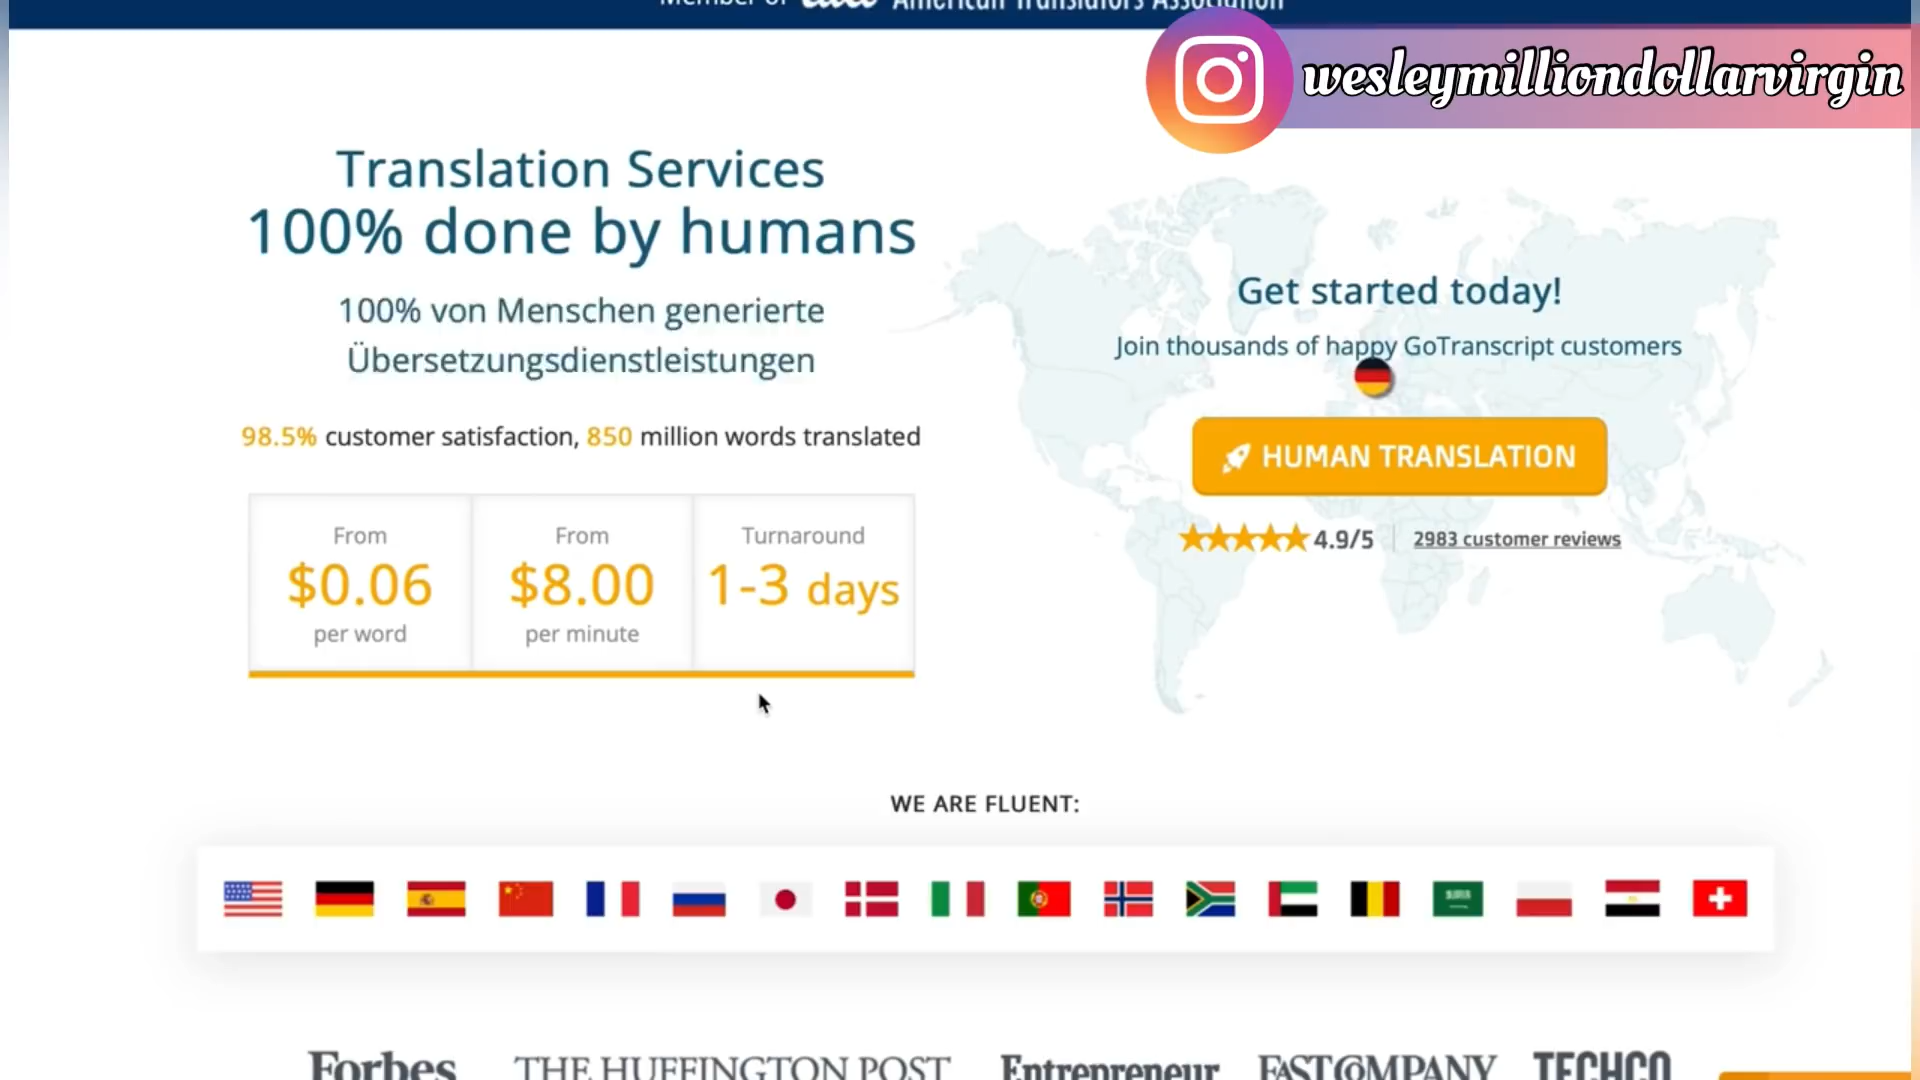 Member of ata American Translators Association
wesleymilliondollarvirgin
Translation Services
100% done by humans
100% von Menschen generierte
Übersetzungsdienstleistungen
98.5% customer satisfaction, 850 million words translated
From
$0.06
per word
From
$8.00
per minute
Turnaround
1-3 days
Get started today!
Join thousands of happy GoTranscript customers
HUMAN TRANSLATION
4.9/5
2983 customer reviews
WE ARE FLUENT:
Forbes
THE HUFFINGTON POST
Entrepreneur
FAST COMPANY
TECHCO